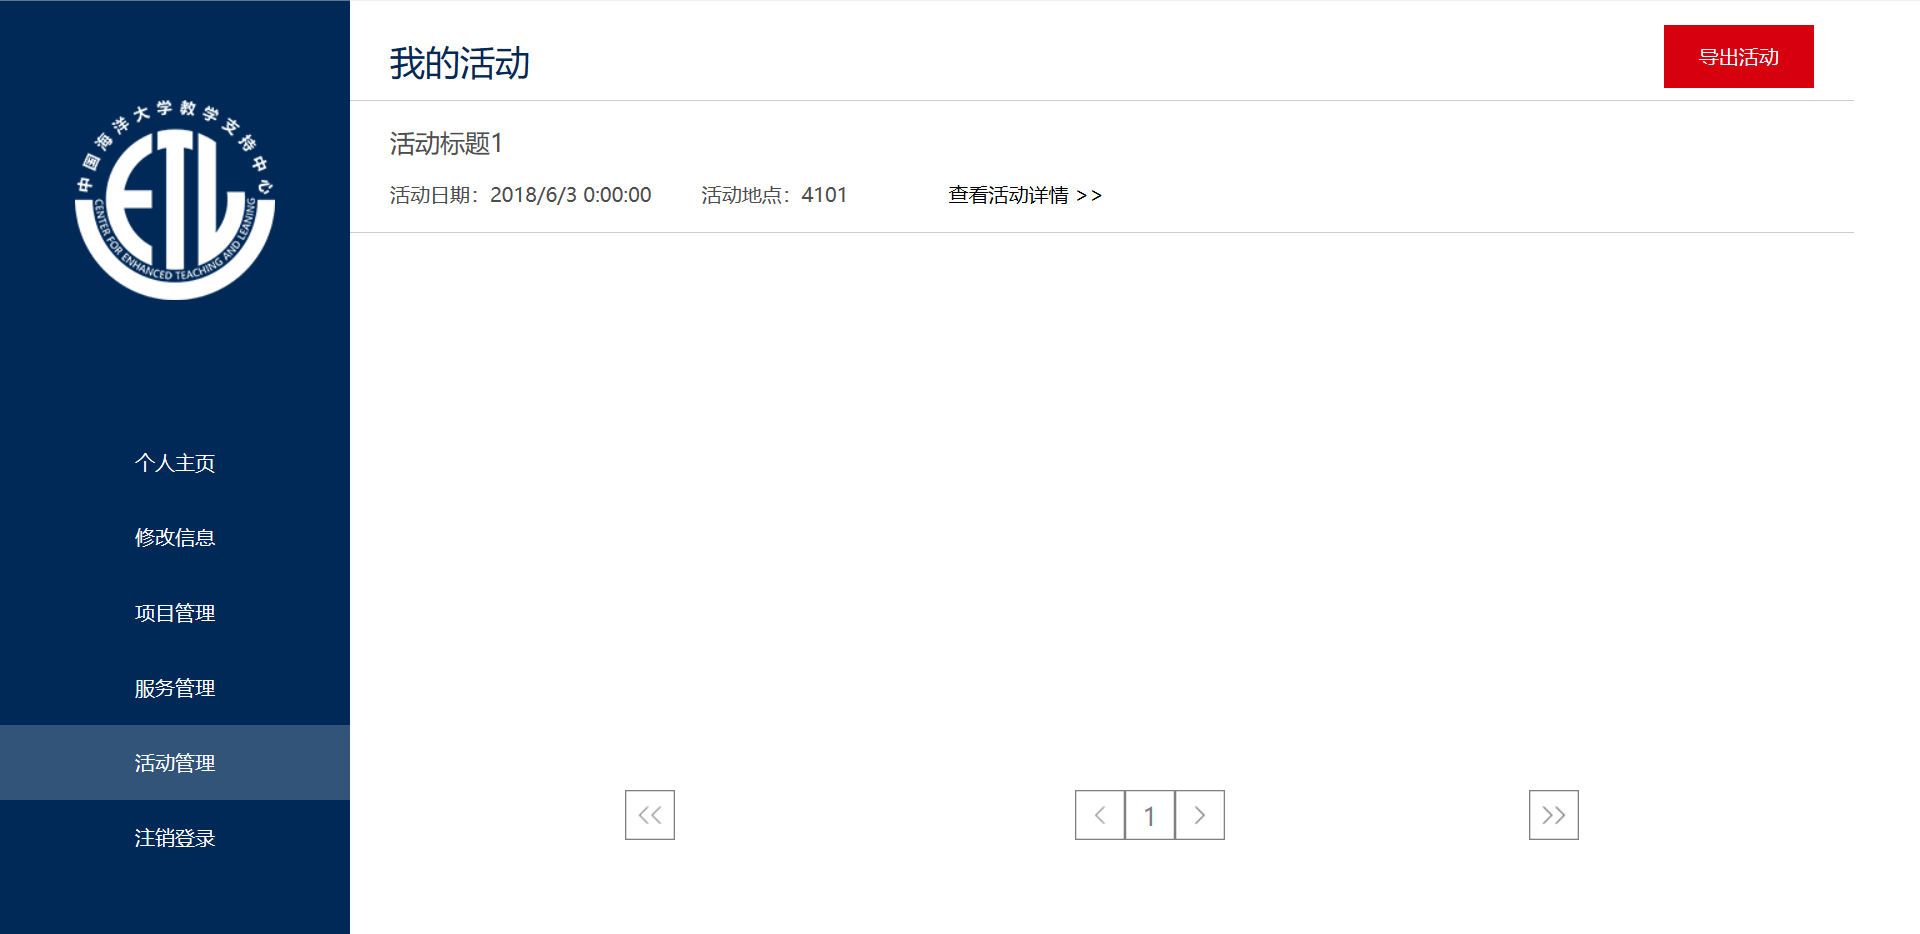 中国海洋大学教学支持中心
CENTER FOR ENHANCED TEACHING AND LEANING
个人主页
修改信息
项目管理
服务管理
活动管理
注销登录
我的活动
导出活动
活动标题1
活动日期：2018/6/3 0:00:00 活动地点：4101 查看活动详情 >>
<< < 1 > >>